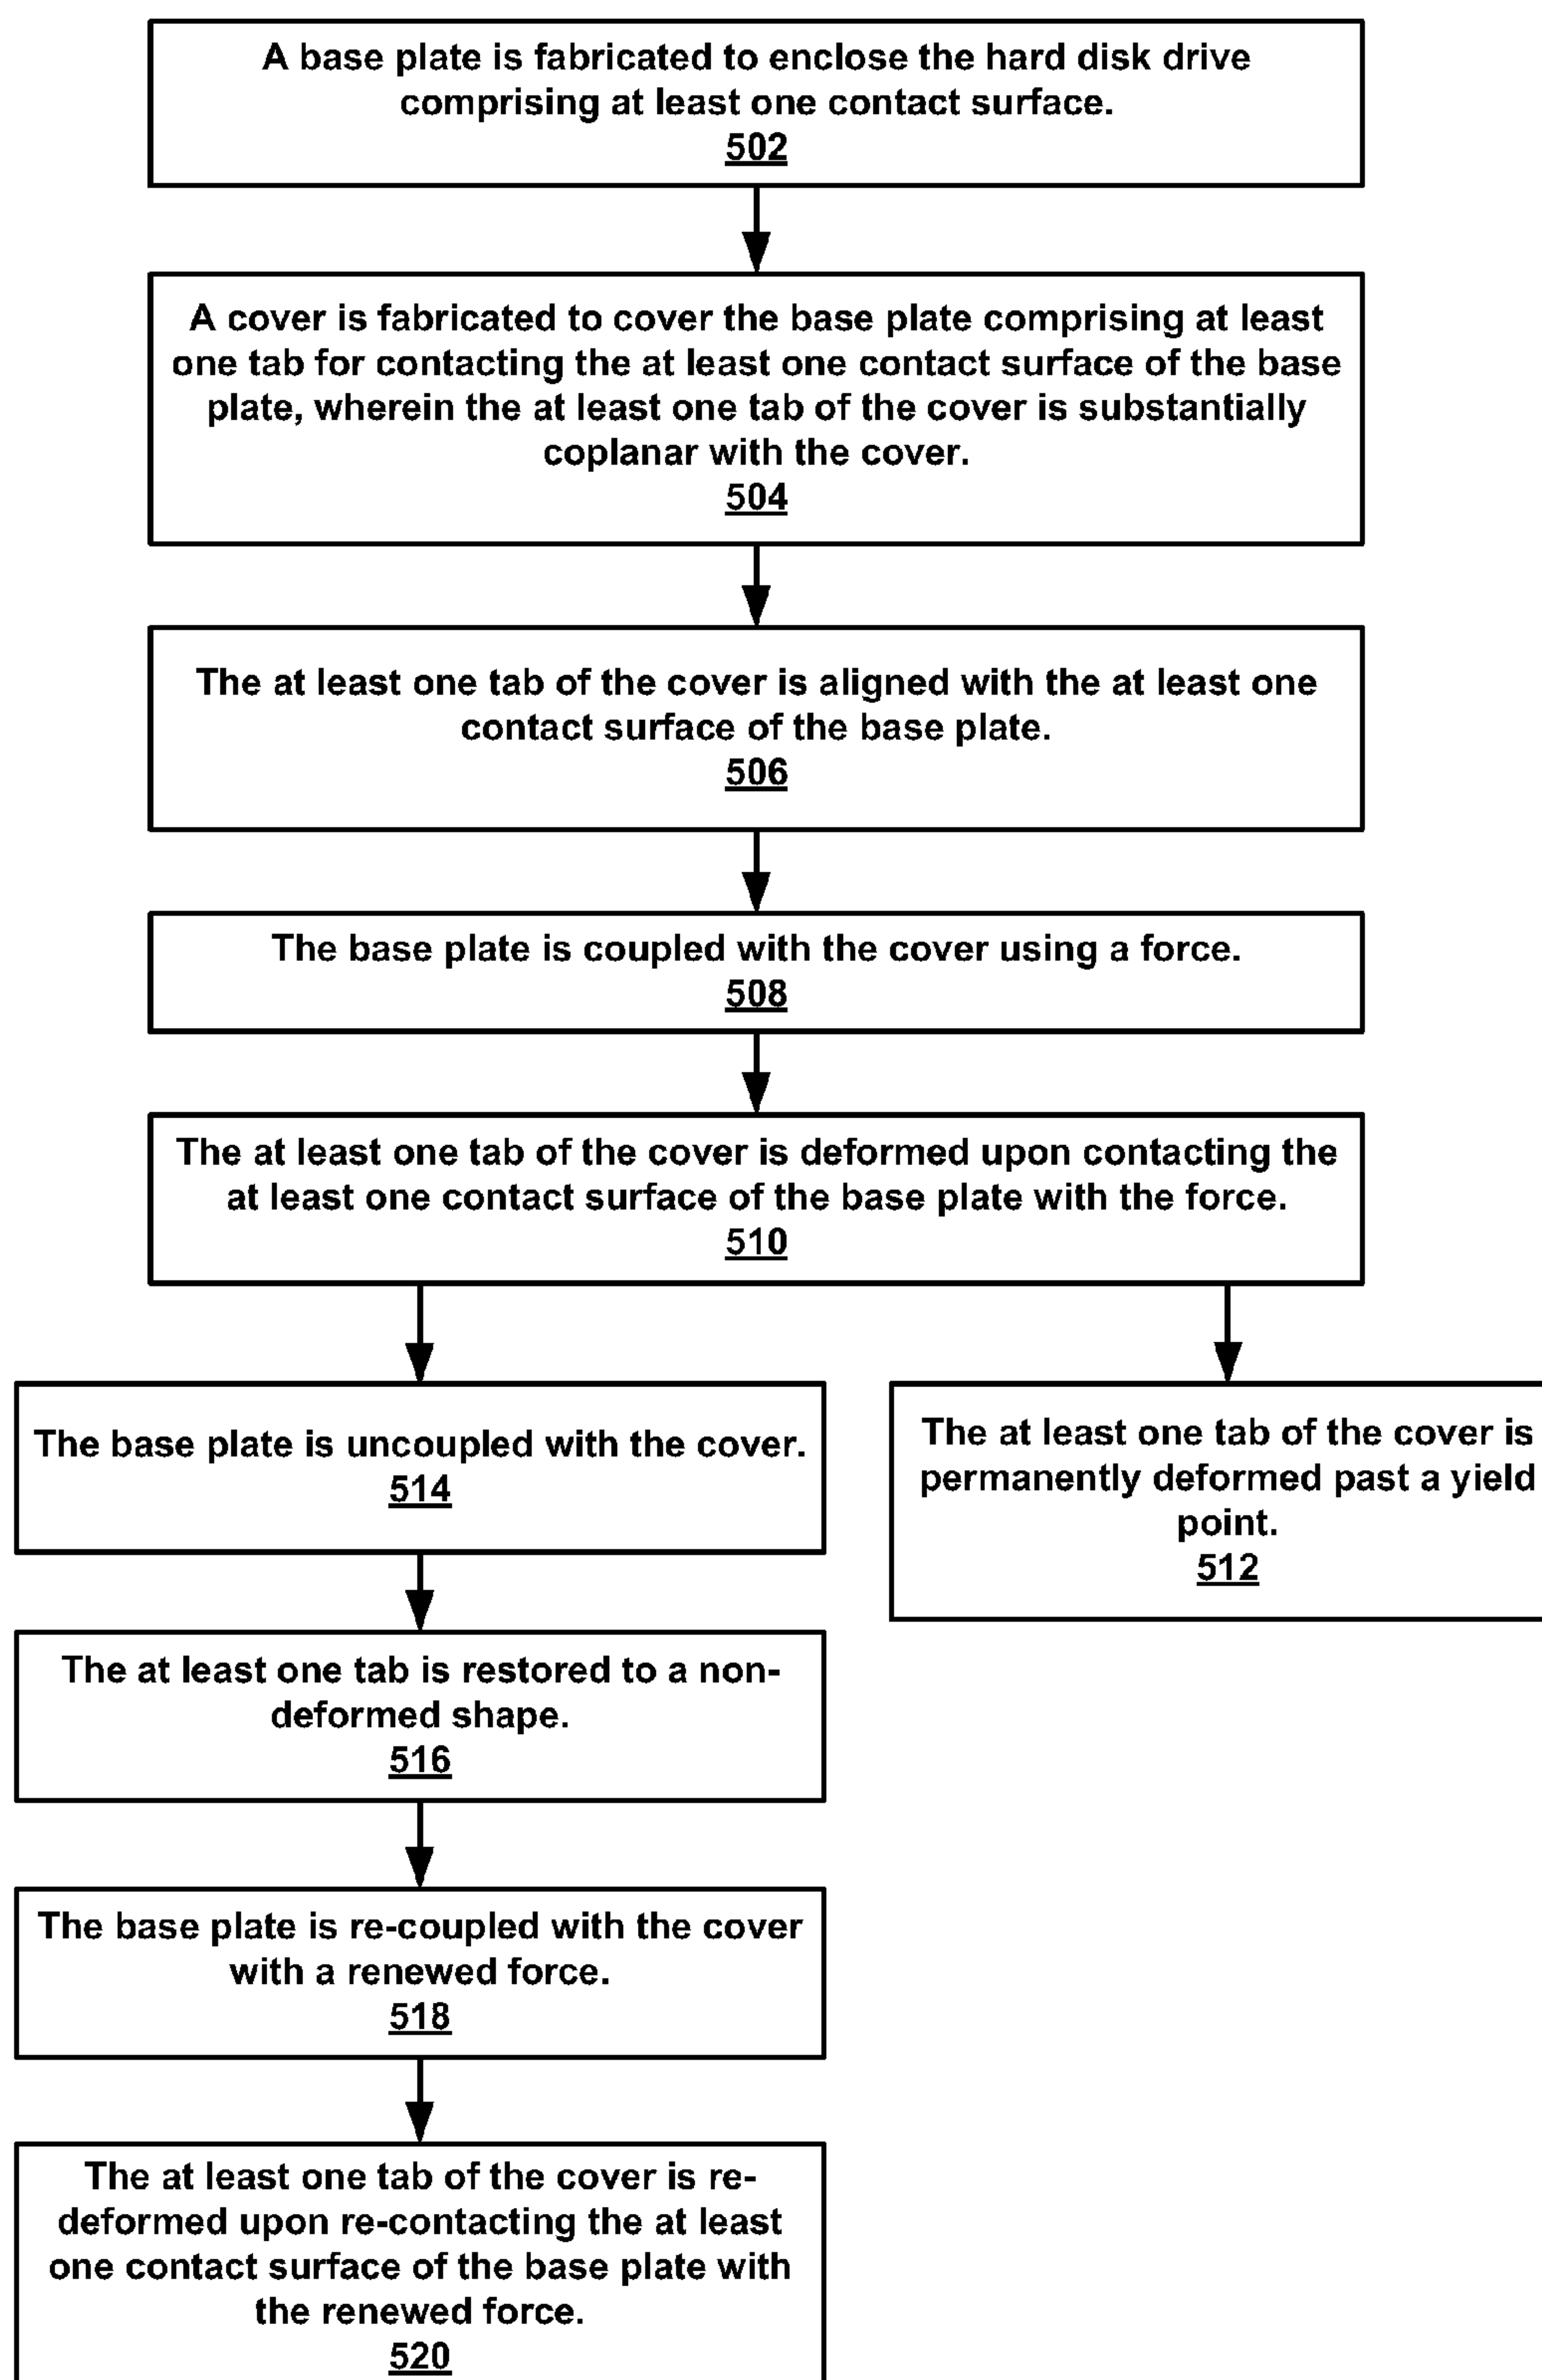 A base plate is fabricated to enclose the hard disk drive
comprising at least one contact surface.
502
A cover is fabricated to cover the base plate comprising at least
one tab for contacting the at least one contact surface of the base
plate, wherein the at least one tab of the cover is substantially
coplanar with the cover.
504
The at least one tab of the cover is aligned with the at least one
contact surface of the base plate.
506
The base plate is coupled with the cover using a force.
508
The at least one tab of the cover is deformed upon contacting the
at least one contact surface of the base plate with the force.
510
The base plate is uncoupled with the cover.
514
The at least one tab of the cover is
permanently deformed past a yield
point.
512
The at least one tab is restored to a non-
deformed shape.
516
The base plate is re-coupled with the cover
with a renewed force.
518
The at least one tab of the cover is re-
deformed upon re-contacting the at least
one contact surface of the base plate with
the renewed force.
520